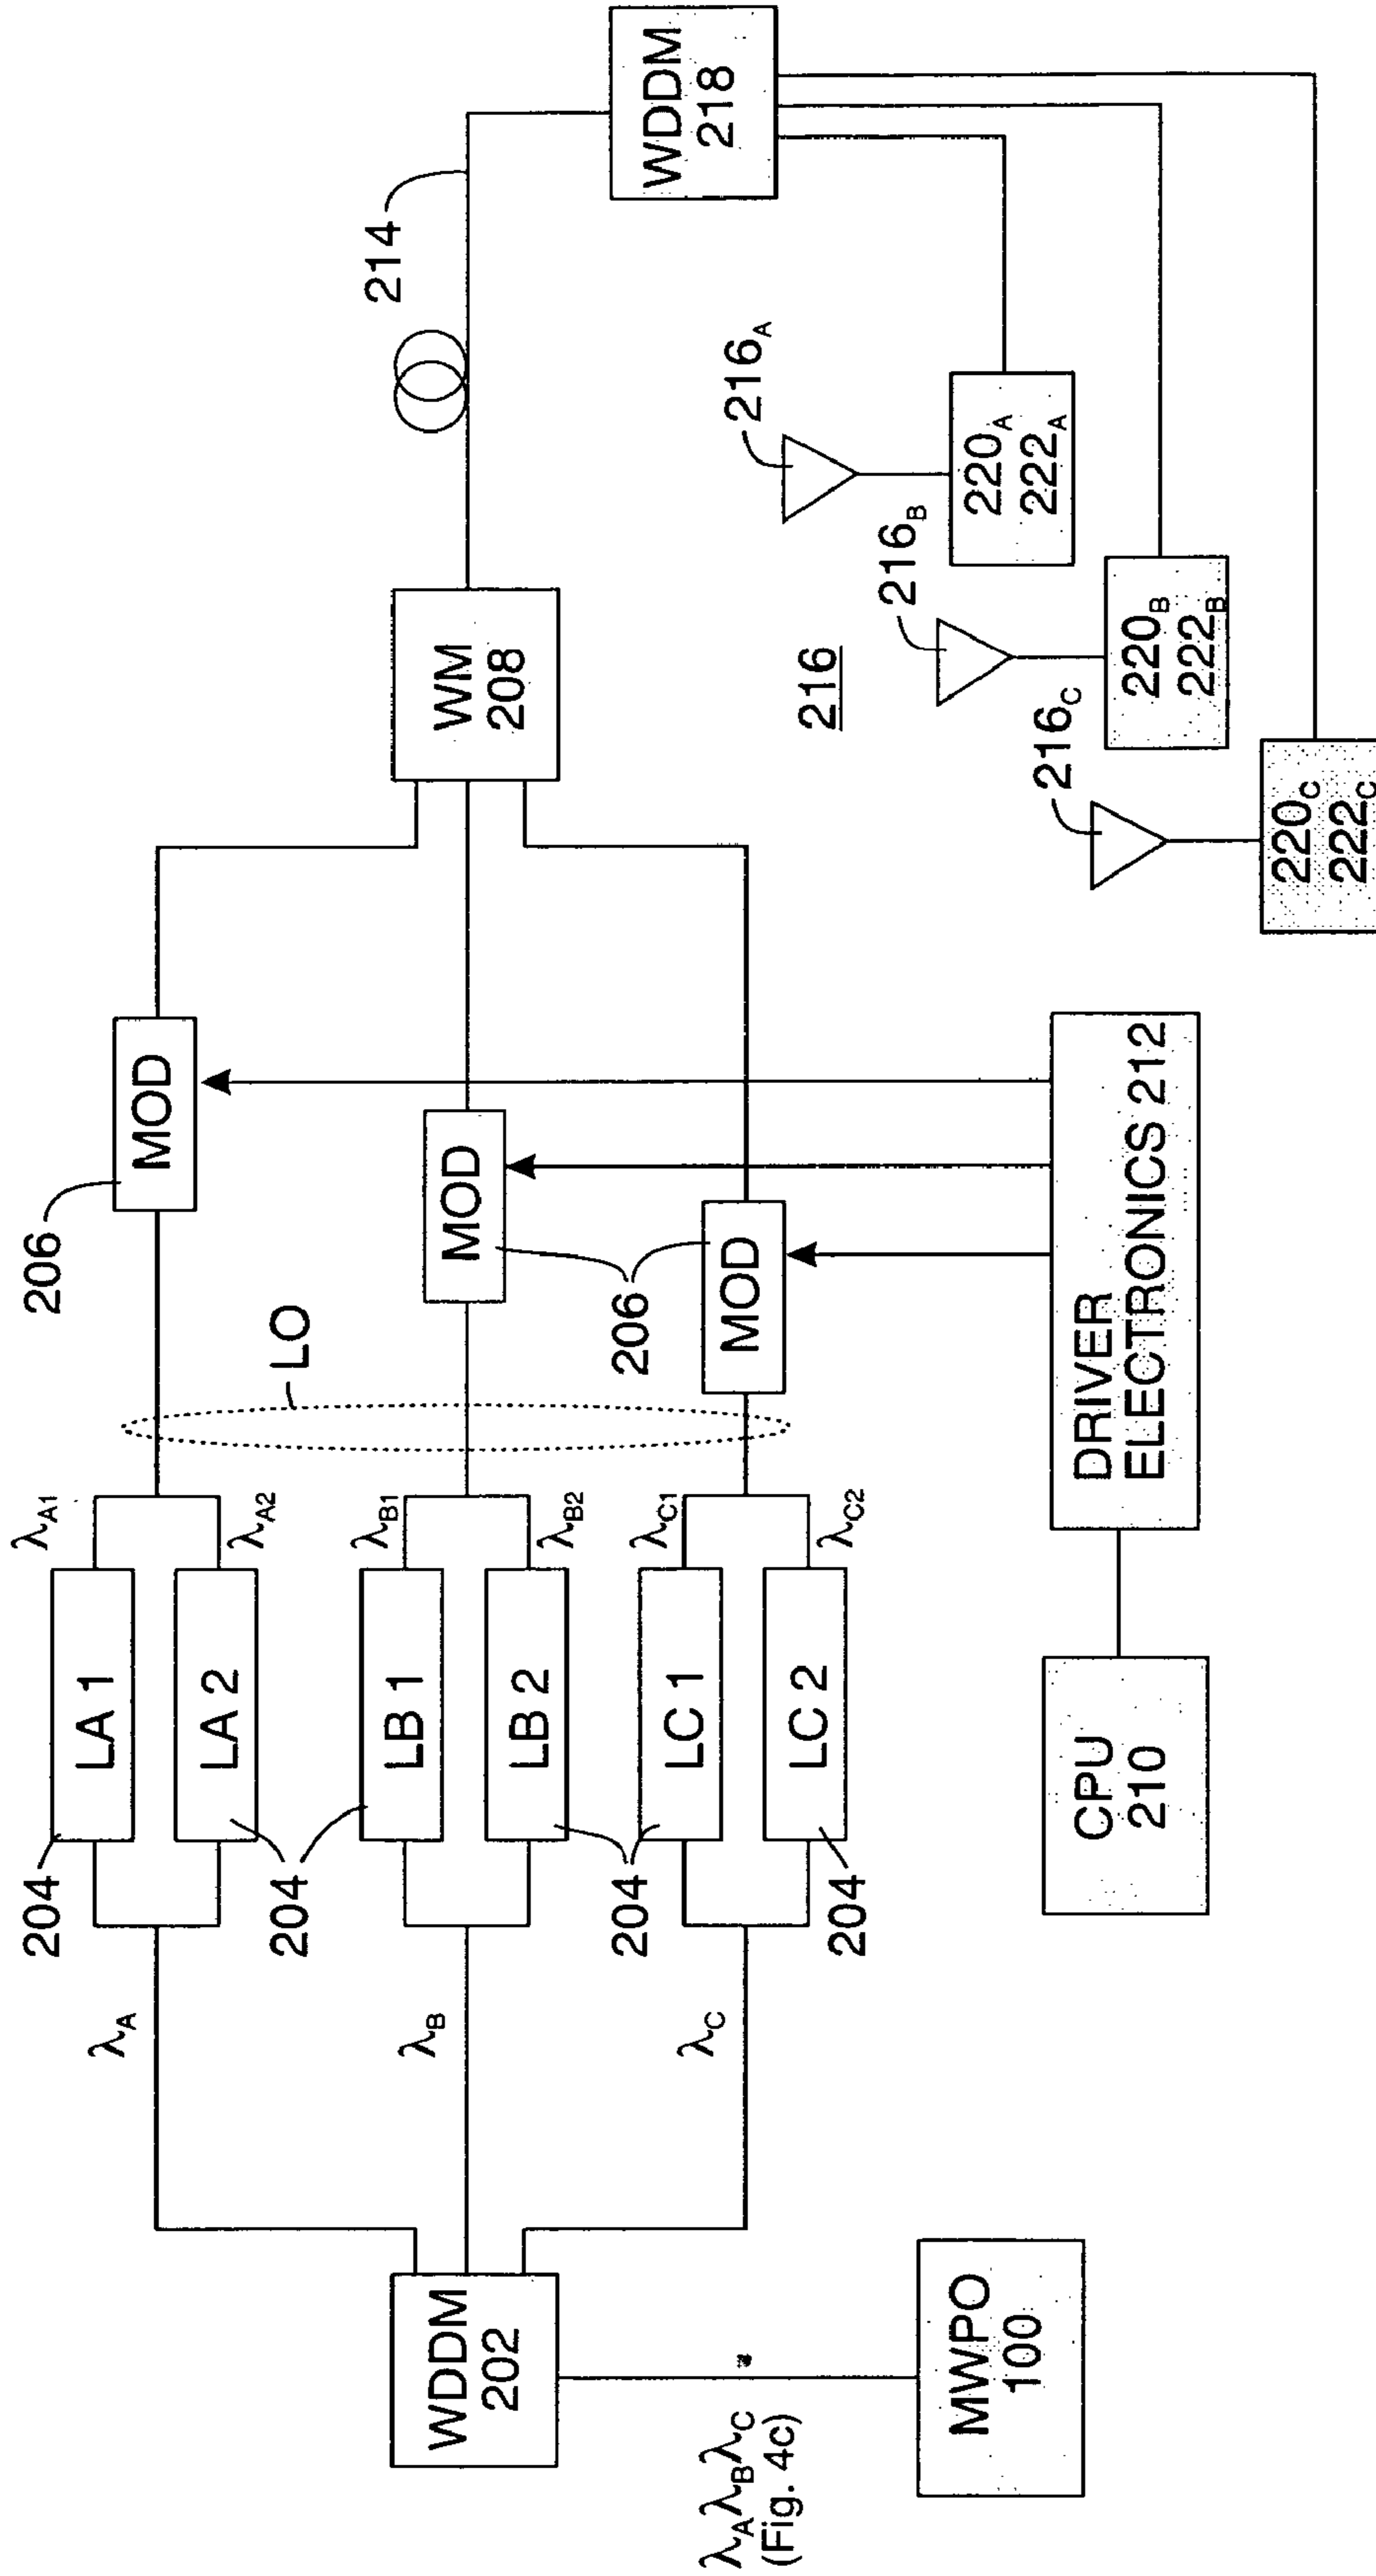 λA λB λC
(Fig. 4c)
MWPO
100
WDDM
202
λA
λB
λC
204
204
204
204
LA 1
LA 2
LB 1
LB 2
LC 1
LC 2
λA1
λA2
λB1
λB2
λC1
λC2
LO
CPU
210
DRIVER
ELECTRONICS 212
206
206
MOD
MOD
MOD
WM
208
214
WDDM
218
216
216A
216B
216C
220A
222A
220B
222B
220C
222C